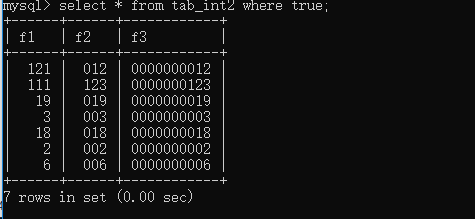 mysql> select * from tab_int2 where true;
+------+------+------------+
| f1   | f2   | f3         |
+------+------+------------+
|  121 |  012 | 0000000012 |
|  111 |  123 | 0000000123 |
|   19 |  019 | 0000000019 |
|    3 |  003 | 0000000003 |
|   18 |  018 | 0000000018 |
|    2 |  002 | 0000000002 |
|    6 |  006 | 0000000006 |
+------+------+------------+
7 rows in set (0.00 sec)